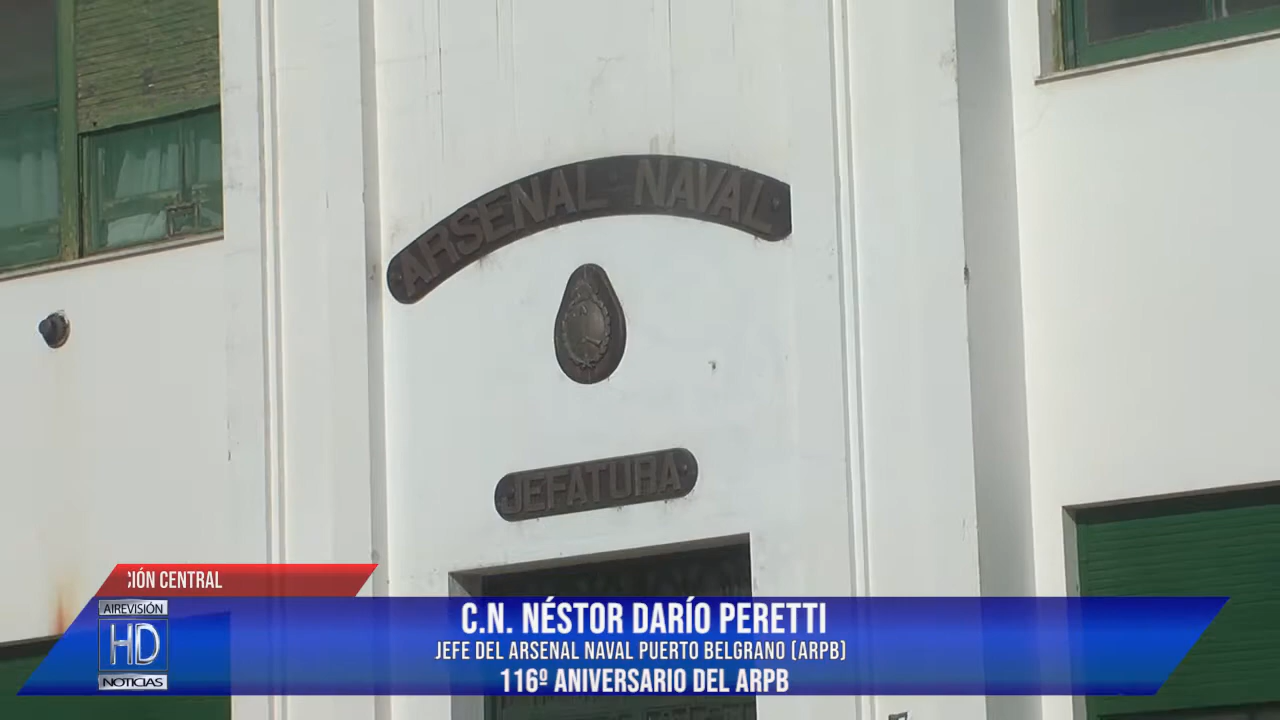 ARSENAL NAVAL
JEFATURA
IÓN CENTRAL
AIREVISIÓN
HD
NOTICIAS
C.N. NÉSTOR DARÍO PERETTI
JEFE DEL ARSENAL NAVAL PUERTO BELGRANO (ARPB)
116º ANIVERSARIO DEL ARPB